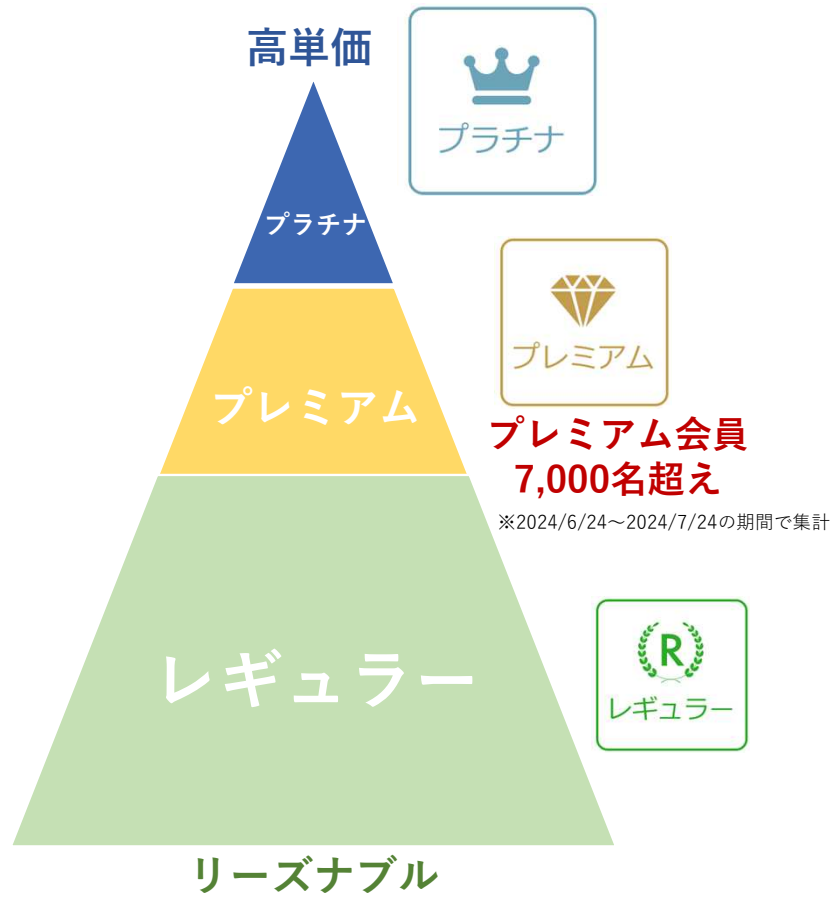 高単価
プラチナ
プラチナ
プレミアム
プレミアム
プレミアム会員
7,000名超え
※2024/6/24～2024/7/24の期間で集計
レギュラー
R
レギュラー
リーズナブル